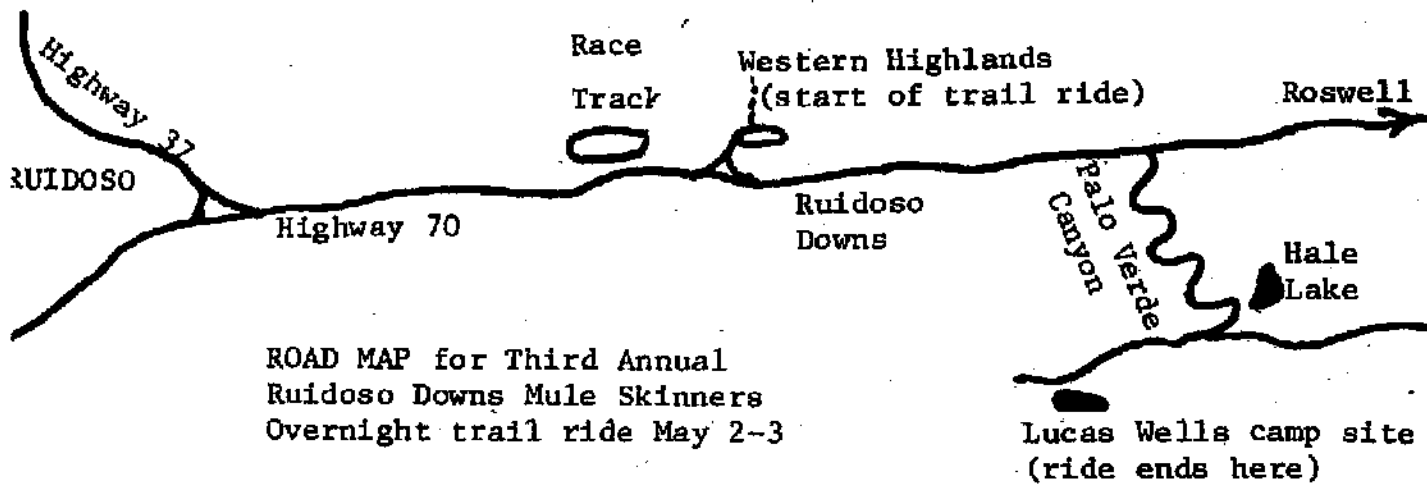 Highway 37
RUIDOSO
Highway 70
Race
Track
Western Highlands
(start of trail ride)
Roswell
Ruidoso
Downs
Palo Verde
Canyon
Hale
Lake
ROAD MAP for Third Annual
Ruidoso Downs Mule Skinners
Overnight trail ride May 2-3
Lucas Wells camp site
(ride ends here)